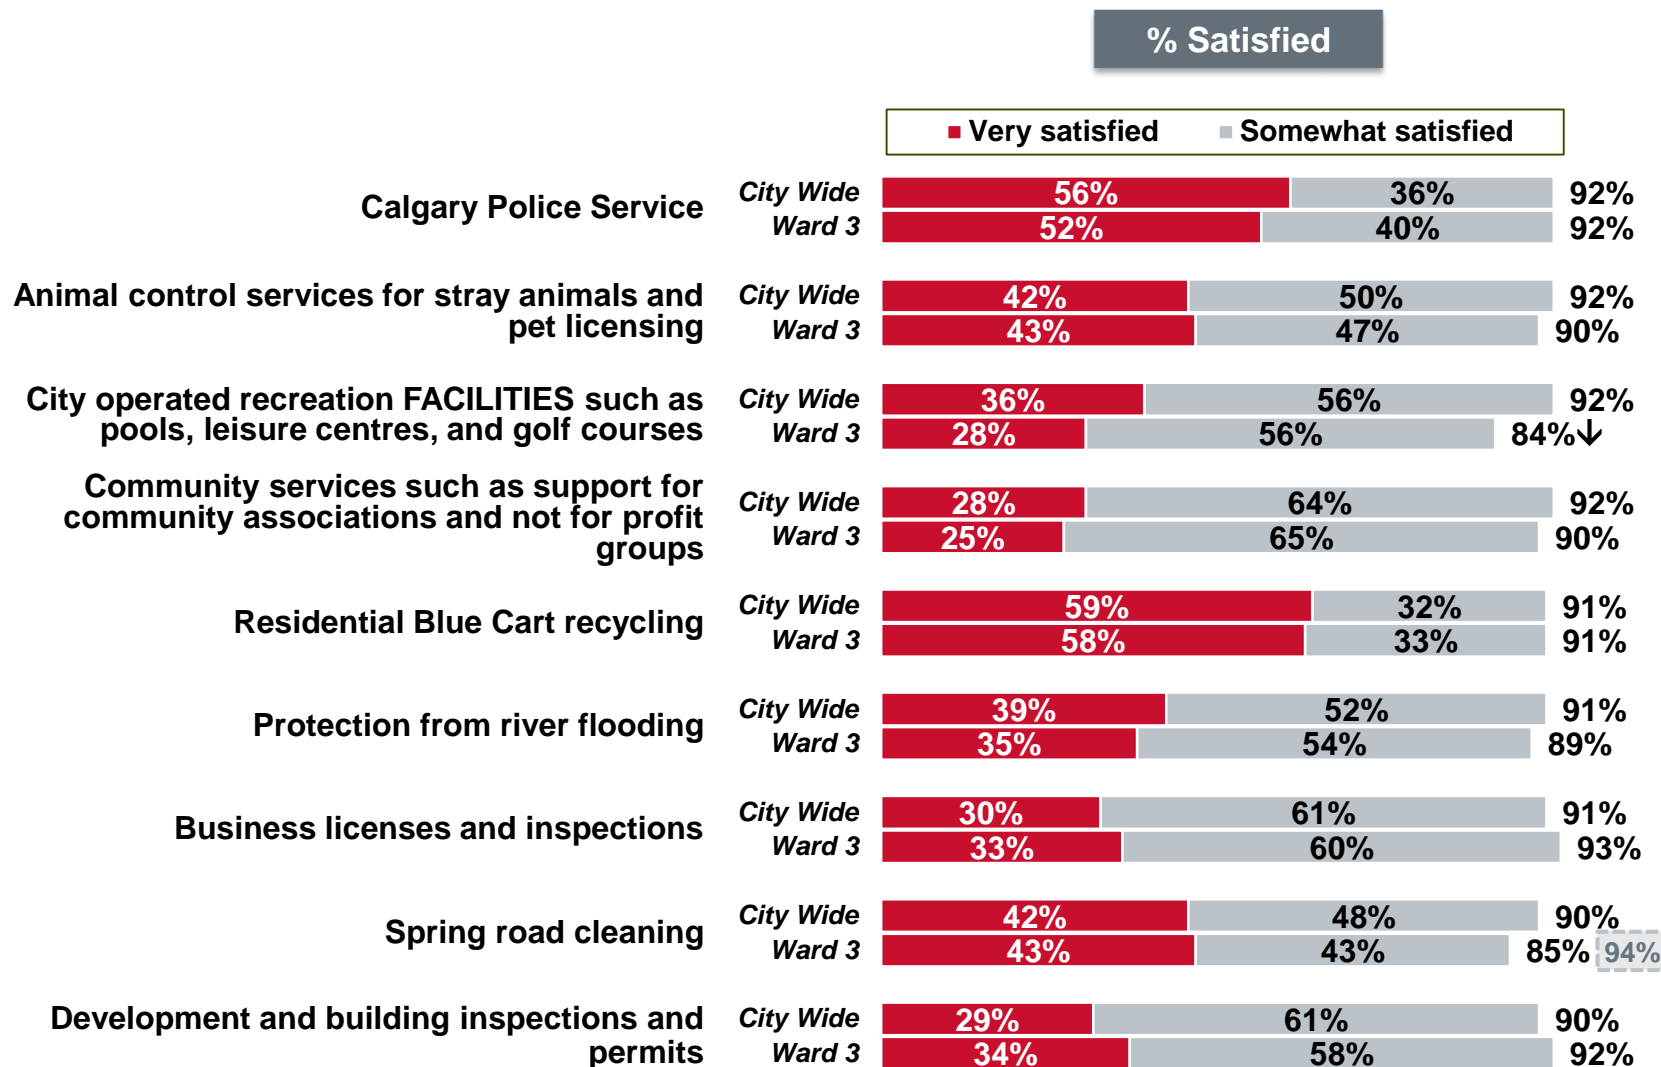 % Satisfied
Very satisfied Somewhat satisfied
Calgary Police Service
City Wide 56% 36% 92%
Ward 3 52% 40% 92%
Animal control services for stray animals and
pet licensing
City Wide 42% 50% 92%
Ward 3 43% 47% 90%
City operated recreation FACILITIES such as
pools, leisure centres, and golf courses
City Wide 36% 56% 92%
Ward 3 28% 56% 84%↓
Community services such as support for
community associations and not for profit
groups
City Wide 28% 64% 92%
Ward 3 25% 65% 90%
Residential Blue Cart recycling
City Wide 59% 32% 91%
Ward 3 58% 33% 91%
Protection from river flooding
City Wide 39% 52% 91%
Ward 3 35% 54% 89%
Business licenses and inspections
City Wide 30% 61% 91%
Ward 3 33% 60% 93%
Spring road cleaning
City Wide 42% 48% 90%
Ward 3 43% 43% 85% 94%
Development and building inspections and
permits
City Wide 29% 61% 90%
Ward 3 34% 58% 92%